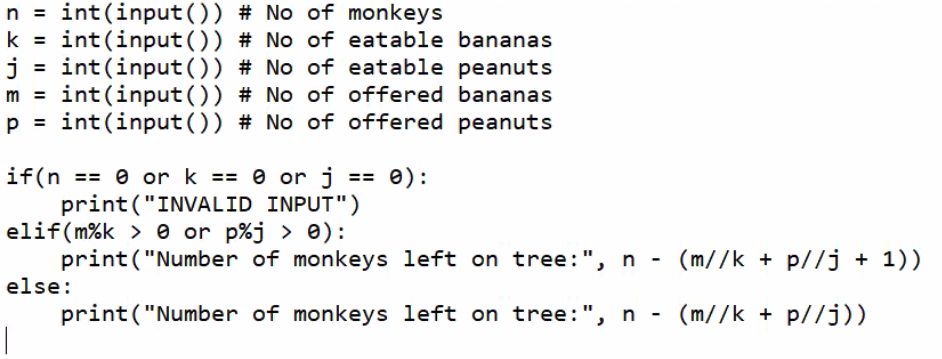 n = int(input()) # No of monkeys
k = int(input()) # No of eatable bananas
j = int(input()) # No of eatable peanuts
m = int(input()) # No of offered bananas
p = int(input()) # No of offered peanuts

if(n == 0 or k == 0 or j == 0):
    print("INVALID INPUT")
elif(m%k > 0 or p%j > 0):
    print("Number of monkeys left on tree:", n - (m//k + p//j + 1))
else:
    print("Number of monkeys left on tree:", n - (m//k + p//j))